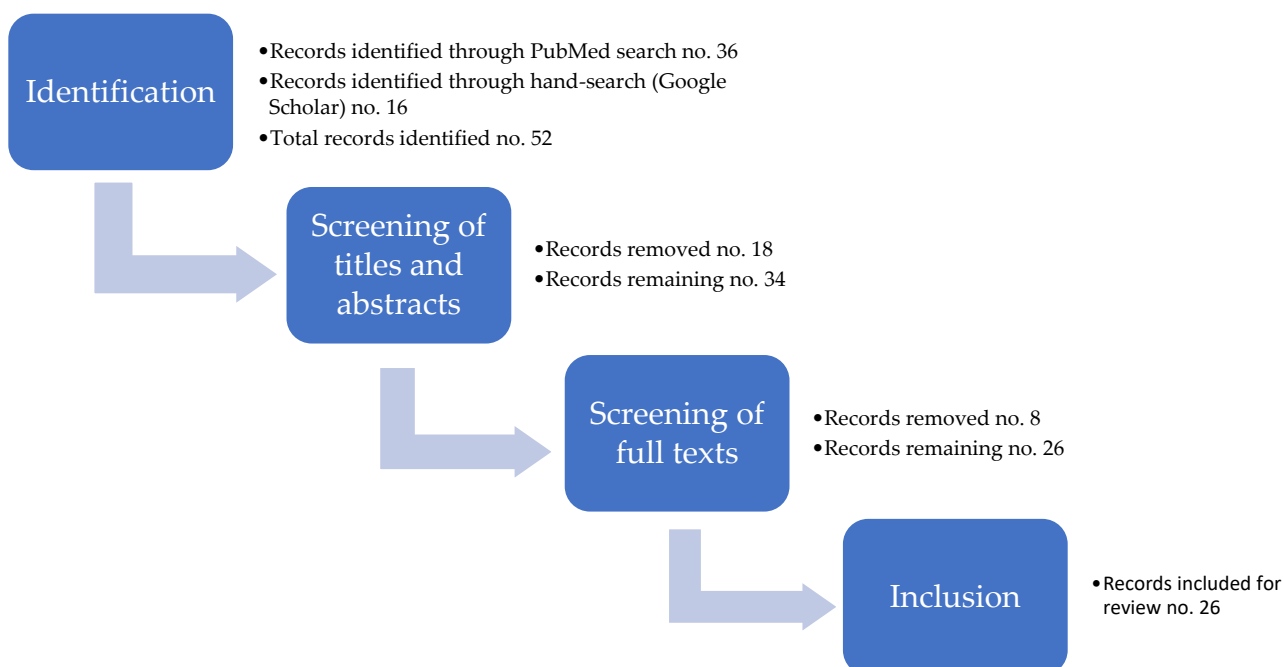 Identification
•Records identified through PubMed search no. 36
•Records identified through hand-search (Google
Scholar) no. 16
•Total records identified no. 52
Screening of
titles and
abstracts
•Records removed no. 18
•Records remaining no. 34
Screening of
full texts
•Records removed no. 8
•Records remaining no. 26
Inclusion
•Records included for
review no. 26